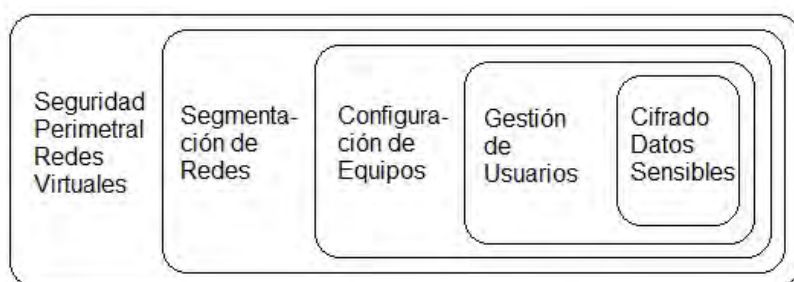 Seguridad
Perimetral
Redes
Virtuales
Segmenta-
ción de
Redes
Configura-
ción de
Equipos
Gestión
de
Usuarios
Cifrado
Datos
Sensibles